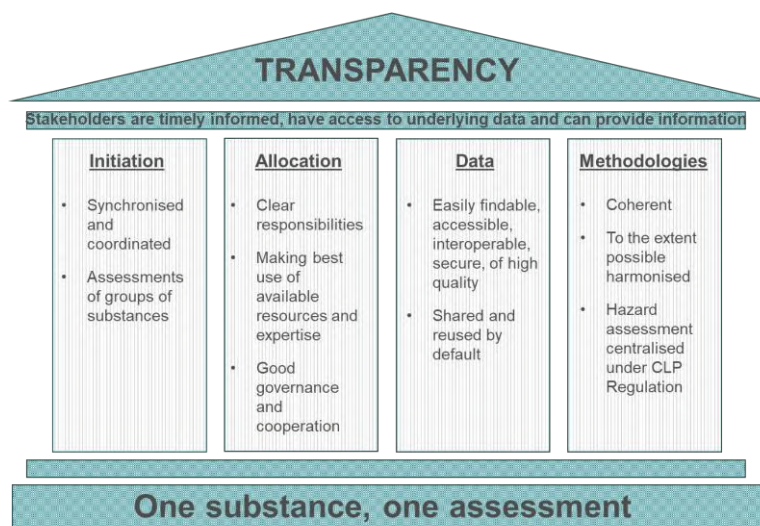 TRANSPARENCY
Stakeholders are timely informed, have access to underlying data and can provide information
Initiation
• Synchronised
and
coordinated
• Assessments
of groups of
substances
Allocation
• Clear
responsibilities
• Making best
use of
available
resources and
expertise
• Good
governance
and
cooperation
Data
• Easily findable,
accessible,
interoperable,
secure, of high
quality
• Shared and
reused by
default
Methodologies
• Coherent
• To the extent
possible
harmonised
• Hazard
assessment
centralised
under CLP
Regulation
One substance, one assessment